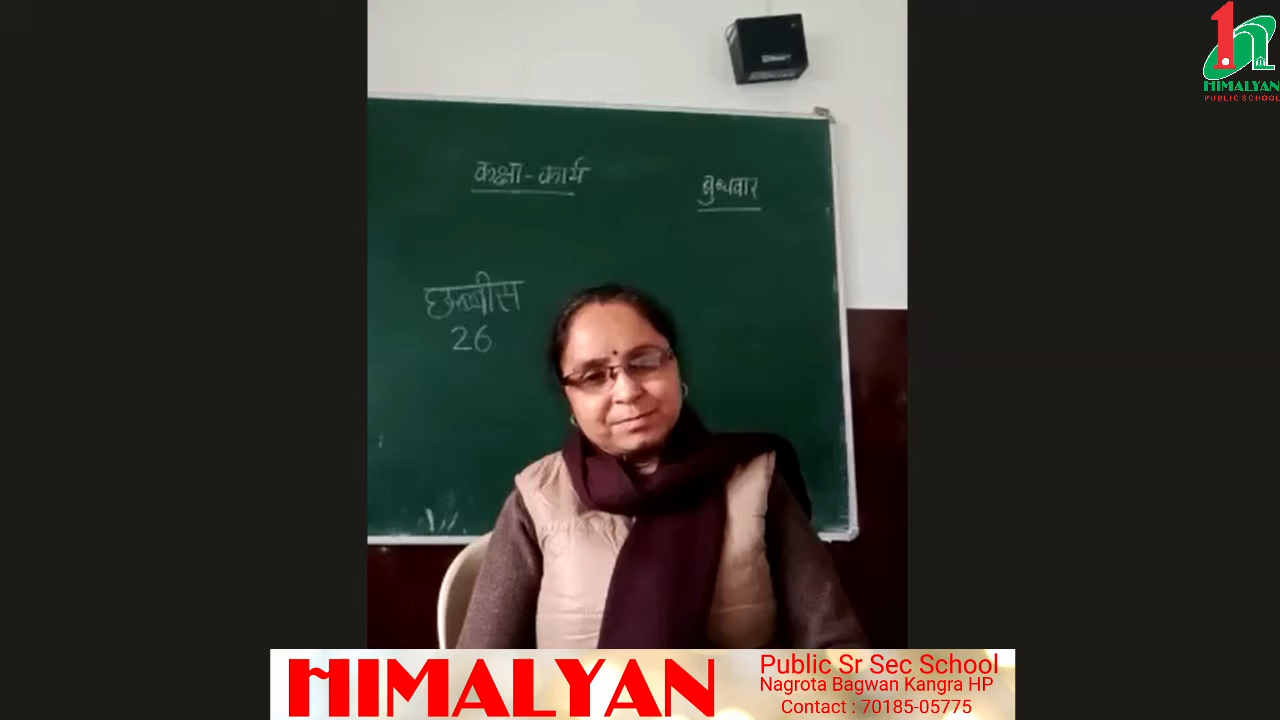 कक्षा-कार्य
बुधवार
छब्बीस
26
HIMALYAN
PUBLIC SCHOOL
HIMALYAN
Public Sr Sec School
Nagrota Bagwan Kangra HP
Contact : 70185-05775